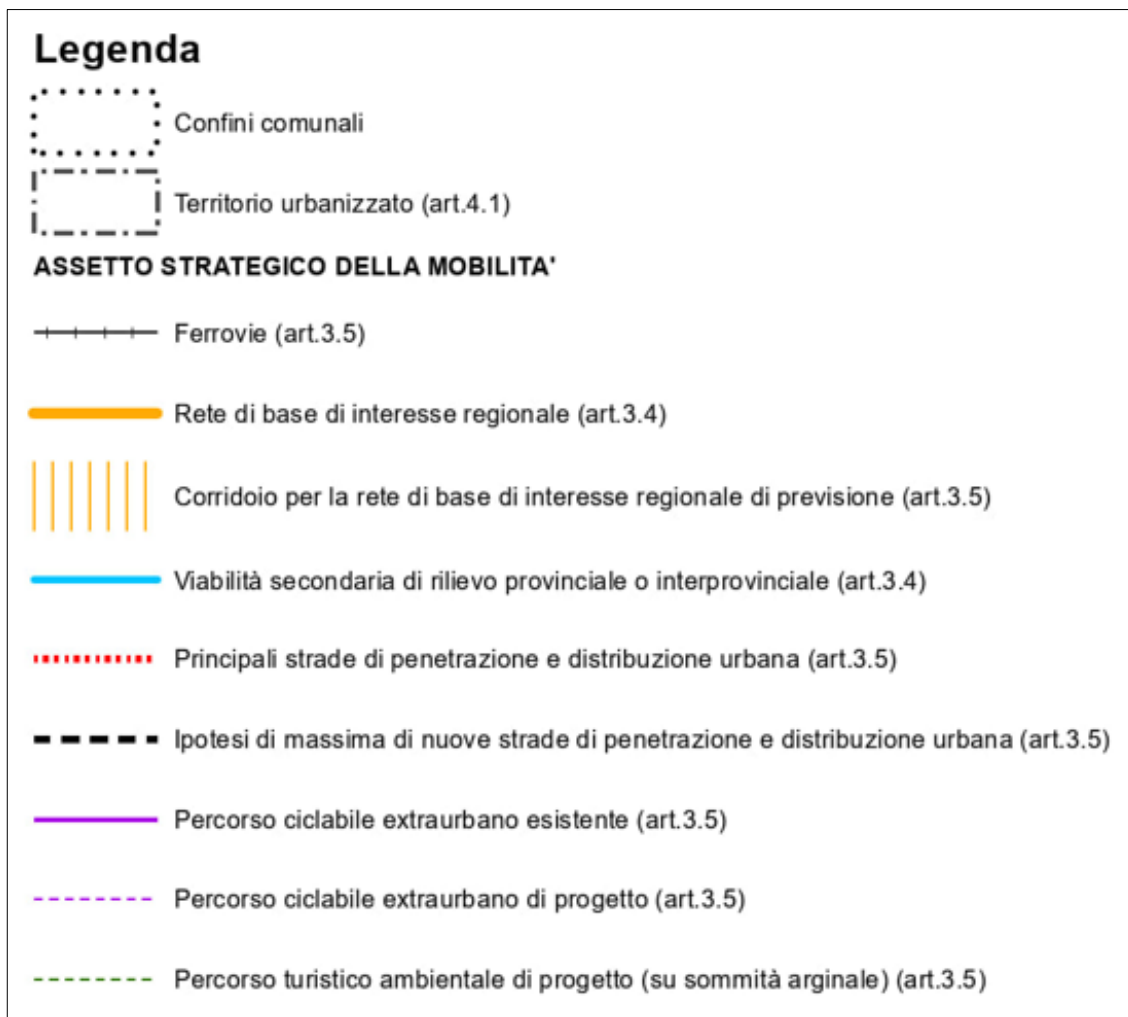 Legenda
Confini comunali
Territorio urbanizzato (art.4.1)
ASSETTO STRATEGICO DELLA MOBILITA'
Ferrovie (art.3.5)
Rete di base di interesse regionale (art.3.4)
Corridoio per la rete di base di interesse regionale di previsione (art.3.5)
Viabilità secondaria di rilievo provinciale o interprovinciale (art.3.4)
Principali strade di penetrazione e distribuzione urbana (art.3.5)
Ipotesi di massima di nuove strade di penetrazione e distribuzione urbana (art.3.5)
Percorso ciclabile extraurbano esistente (art.3.5)
Percorso ciclabile extraurbano di progetto (art.3.5)
Percorso turistico ambientale di progetto (su sommità arginale) (art.3.5)